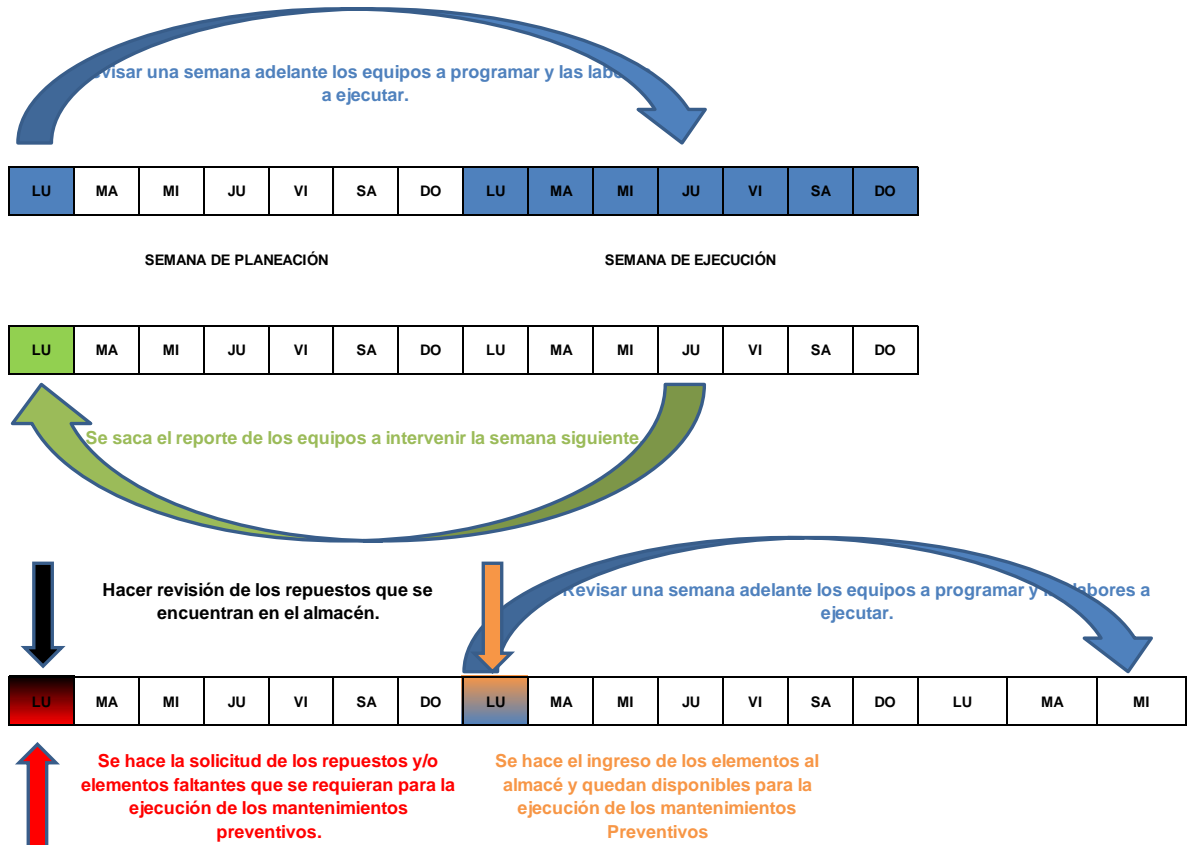 Revisar una semana adelante los equipos a programar y las labores
a ejecutar.
LU MA MI JU VI SA DO LU MA MI JU VI SA DO
SEMANA DE PLANEACIÓN SEMANA DE EJECUCIÓN
LU MA MI JU VI SA DO LU MA MI JU VI SA DO
Se saca el reporte de los equipos a intervenir la semana siguiente
Hacer revisión de los repuestos que se
encuentran en el almacén.
Revisar una semana adelante los equipos a programar y las labores a
ejecutar.
LU MA MI JU VI SA DO LU MA MI JU VI SA DO LU MA MI
Se hace la solicitud de los repuestos y/o
elementos faltantes que se requieran para la
ejecución de los mantenimientos
preventivos.
Se hace el ingreso de los elementos al
almacé y quedan disponibles para la
ejecución de los mantenimientos
Preventivos